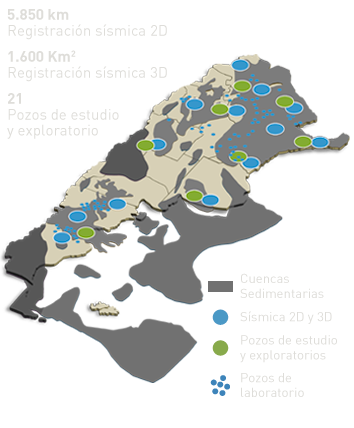 5.850 km
Registración sísmica 2D
1.600 Km²
Registración sísmica 3D
21
Pozos de estudio
y exploratorio
Cuencas
Sedimentarias
Sísmica 2D y 3D
Pozos de estudio
y exploratorios
Pozos de
laboratorio